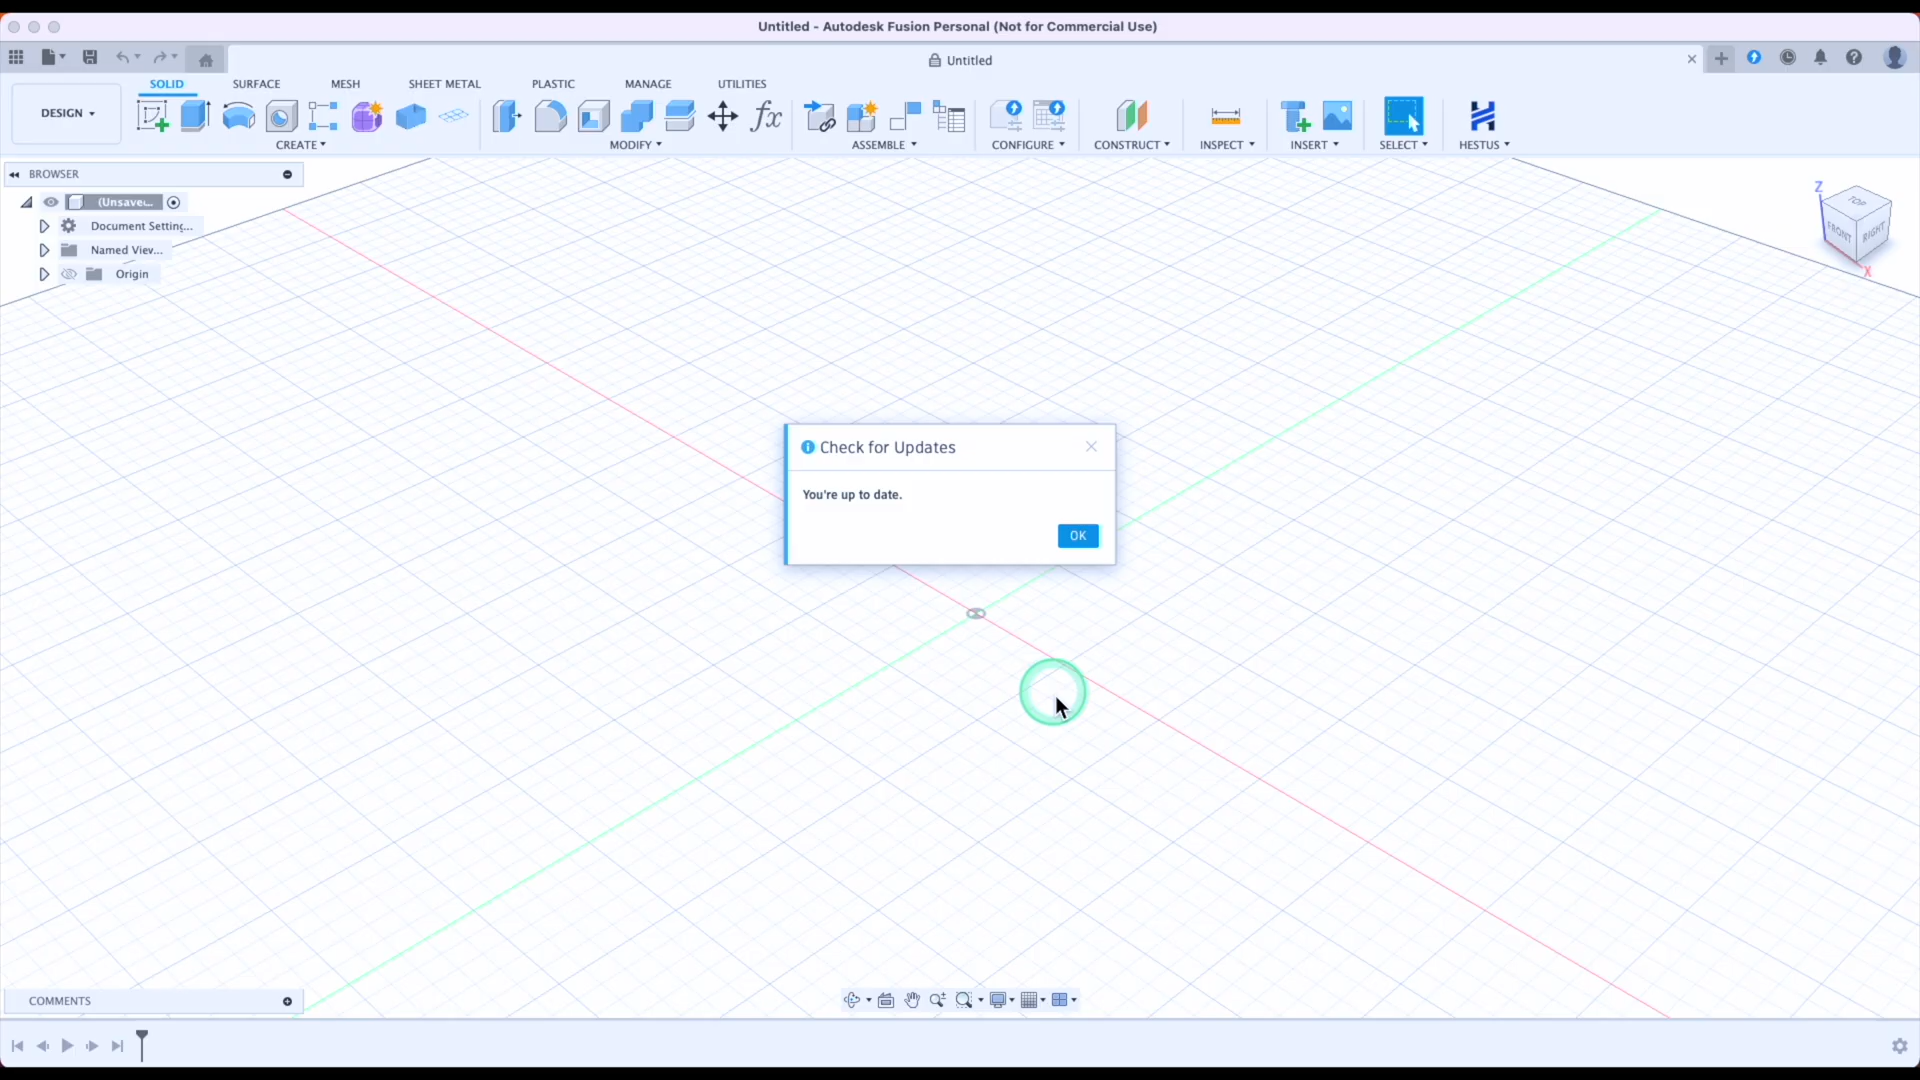 Untitled - Autodesk Fusion Personal (Not for Commercial Use)
Untitled
SOLID SURFACE MESH SHEET METAL PLASTIC MANAGE UTILITIES
DESIGN
CREATE MODIFY ASSEMBLE CONFIGURE CONSTRUCT INSPECT INSERT SELECT HESTUS
BROWSER
(Unsave...
Document Setting...
Named View...
Origin
Z
TOP
FRONT
RIGHT
X
Check for Updates
You're up to date.
OK
COMMENTS